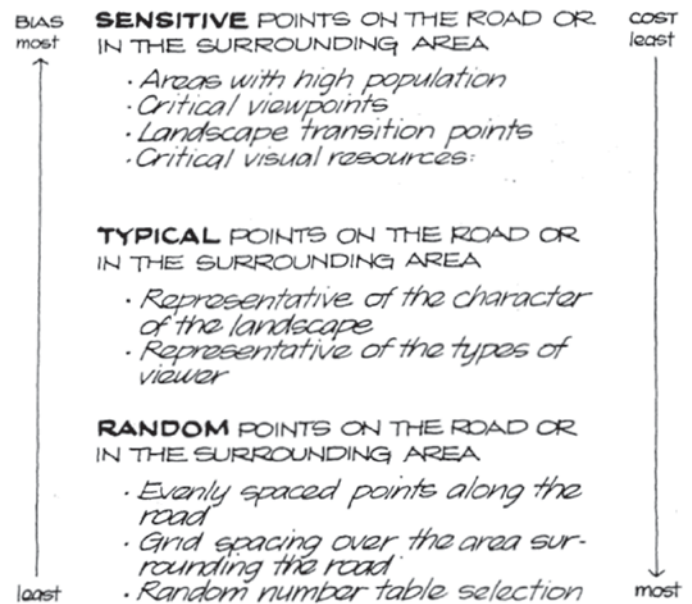 BIAS
most
least
SENSITIVE POINTS ON THE ROAD OR
IN THE SURROUNDING AREA
· Areas with high population
· Critical viewpoints
· Landscape transition points
· Critical visual resources:
TYPICAL POINTS ON THE ROAD OR
IN THE SURROUNDING AREA
· Representative of the character
of the landscape
· Representative of the types of
viewer
RANDOM POINTS ON THE ROAD OR
IN THE SURROUNDING AREA
· Evenly spaced points along the
road
· Grid spacing over the area sur-
rounding the road
· Random number table selection
COST
least
most